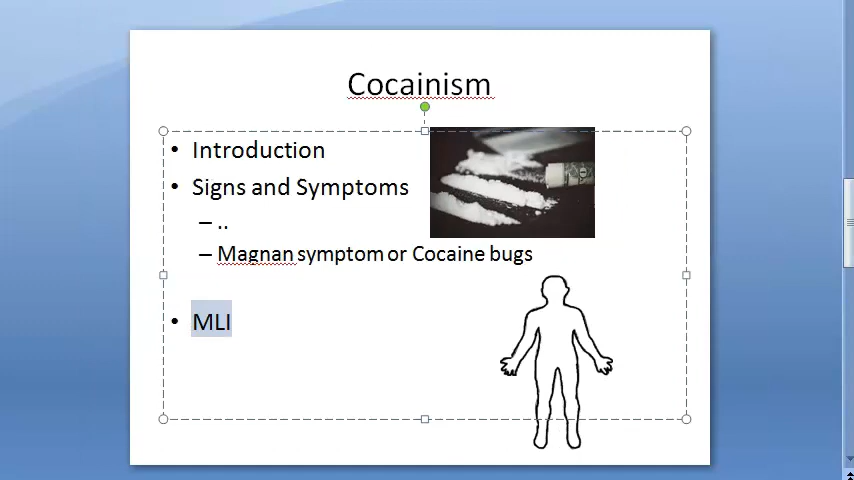 Cocainism
• Introduction
• Signs and Symptoms
– ..
– Magnan symptom or Cocaine bugs
• MLI